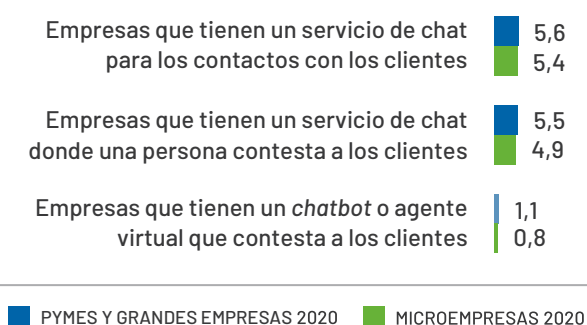 Empresas que tienen un servicio de chat
para los contactos con los clientes
5,6
5,4
Empresas que tienen un servicio de chat
donde una persona contesta a los clientes
5,5
4,9
Empresas que tienen un chatbot o agente
virtual que contesta a los clientes
1,1
0,8
PYMES Y GRANDES EMPRESAS 2020
MICROEMPRESAS 2020